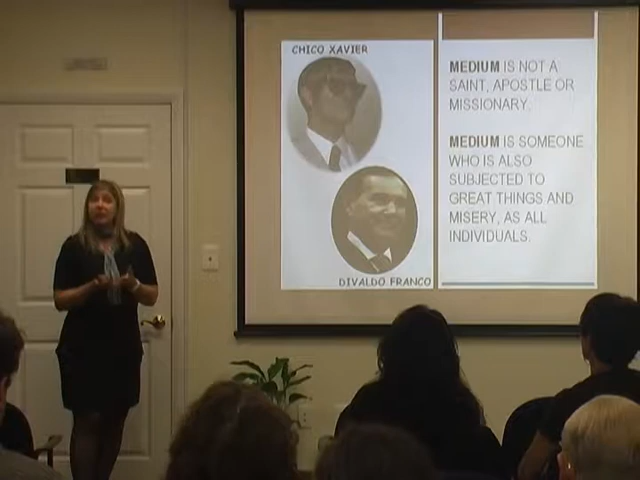 CHICO XAVIER
DIVALDO FRANCO
MEDIUM IS NOT A
SAINT, APOSTLE OR
MISSIONARY.
MEDIUM IS SOMEONE
WHO IS ALSO
SUBJECTED TO
GREAT THINGS AND
MISERY, AS ALL
INDIVIDUALS.